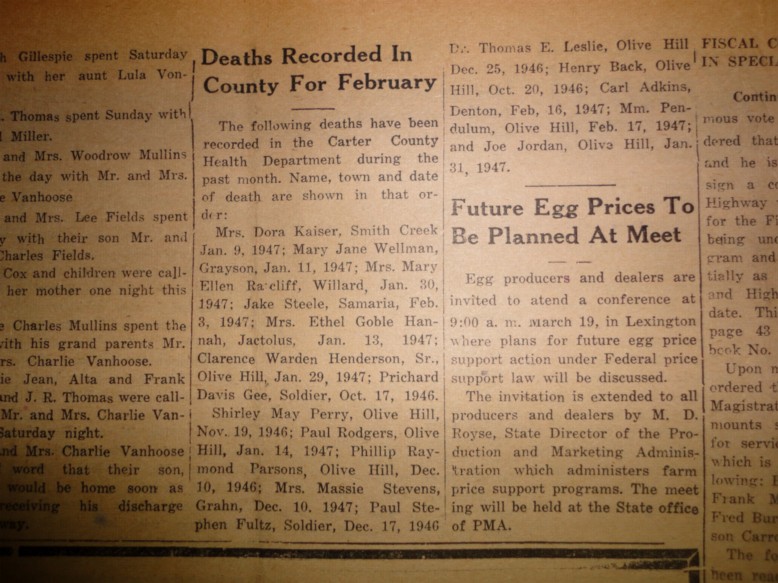 h Gillespie spent Saturday
with her aunt Lula Von-
. Thomas spent Sunday with
l Miller.
and Mrs. Woodrow Mullins
the day with Mr. and Mrs.
e Vanhoose
and Mrs. Lee Fields spent
y with their son Mr. and
Charles Fields.
Cox and children were call-
her mother one night this
e Charles Mullins spent the
with his grand parents Mr.
rs. Charlie Vanhoose.
ie Jean, Alta and Frank
and J. R. Thomas were call-
Mr. and Mrs. Charlie Van-
Saturday night.
and Mrs. Charlie Vanhoose
word that their son,
would be home soon as
receiving his discharge
way.
Deaths Recorded In
County For February
The following deaths have been
recorded in the Carter County
Health Department during the
past month. Name, town and date
of death are shown in that or-
der:
Mrs. Dora Kaiser, Smith Creek
Jan. 9, 1947; Mary Jane Wellman,
Grayson, Jan. 11, 1947; Mrs. Mary
Ellen Ratcliff, Willard, Jan. 30,
1947; Jake Steele, Samaria, Feb.
3, 1947; Mrs. Ethel Goble Han-
nah, Jactolus, Jan. 13, 1947;
Clarence Warden Henderson, Sr.,
Olive Hill, Jan. 29, 1947; Prichard
Davis Gee, Soldier, Oct. 17, 1946.
Shirley May Perry, Olive Hill,
Nov. 19, 1946; Paul Rodgers, Olive
Hill, Jan. 14, 1947; Phillip Ray-
mond Parsons, Olive Hill, Dec.
10, 1946; Mrs. Massie Stevens,
Grahn, Dec. 10. 1947; Paul Ste-
phen Fultz, Soldier, Dec. 17, 1946
Dr. Thomas E. Leslie, Olive Hill
Dec. 25, 1946; Henry Back, Olive
Hill, Oct. 20, 1946; Carl Adkins,
Denton, Feb, 16, 1947; Mm. Pen-
dulum, Olive Hill, Feb. 17, 1947;
and Joe Jordan, Olive Hill, Jan.
31, 1947.
Future Egg Prices To
Be Planned At Meet
Egg producers and dealers are
invited to atend a conference at
9:00 a. m. March 19, in Lexington
where plans for future egg price
support action under Federal price
support law will be discussed.
The invitation is extended to all
producers and dealers by M. D.
Royse, State Director of the Pro-
duction and Marketing Adminis-
tration which administers farm
price support programs. The meet
ing will be held at the State office
of PMA.
FISCAL C
IN SPECI
Contin
mous vote
dered that
and he is
sign a co
Highway
for the Fi
being und
gram and
tially as
and High
date. Thi
page 43
book No.
Upon m
ordered t
Magistrat
mounts s
for servic
which is
lowing: E
Frank M
Fred Bur
son Carro
The fo
been reg